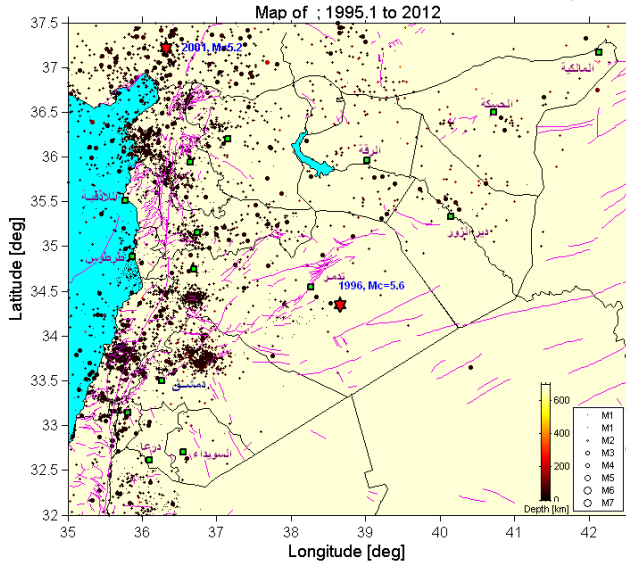 Map of ; 1995.1 to 2012
37.5
37
36.5
36
35.5
35
34.5
34
33.5
33
32.5
32
Latitude [deg]
2001, Mc=5.2
المالكية
الحسكة
الرقة
اللاذقية
دير الزور
طرطوس
تدمر
1996, Mc=5.6
دمشق
درعا
السويداء
600
400
200
0
Depth [km]
M1
M1
M2
M3
M4
M5
M6
M7
35 36 37 38 39 40 41 42
Longitude [deg]